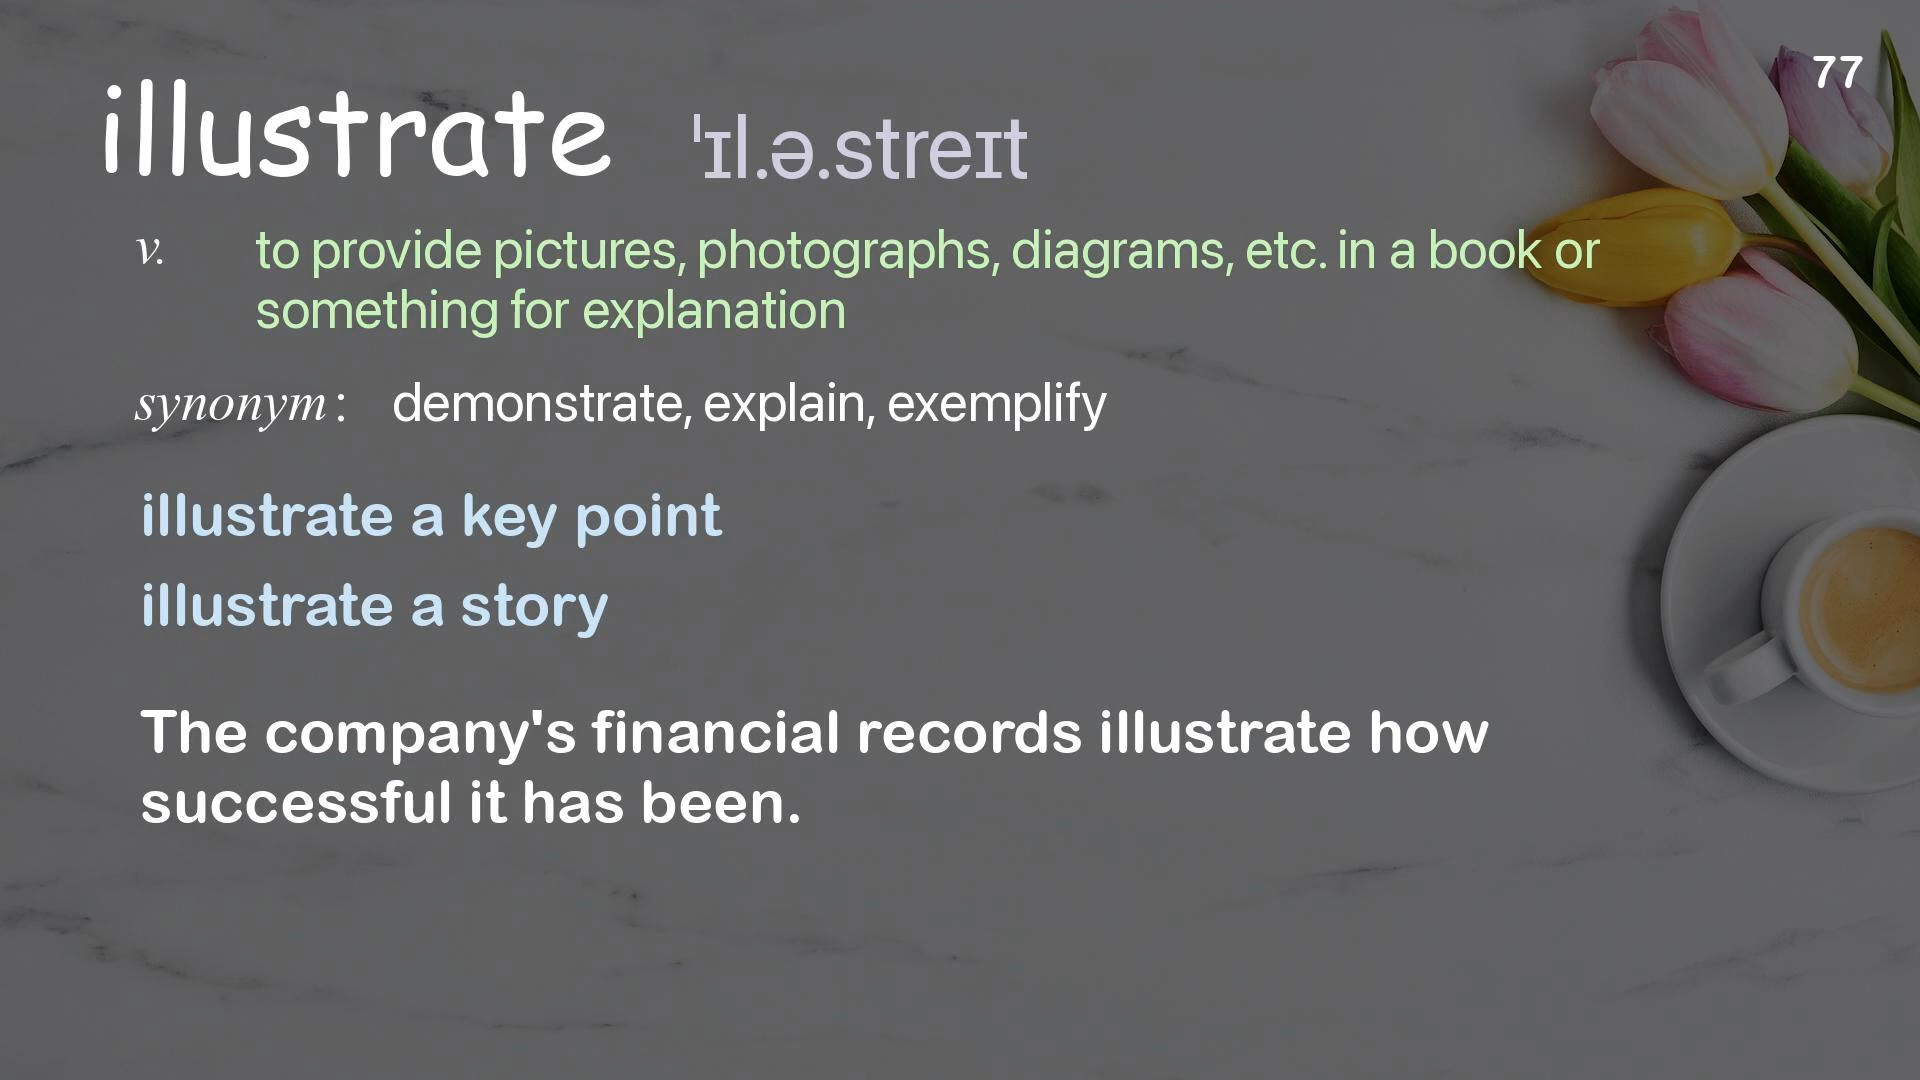 77
illustrate ˈɪl.ə.streɪt
v. to provide pictures, photographs, diagrams, etc. in a book or
something for explanation
synonym : demonstrate, explain, exemplify
illustrate a key point
illustrate a story
The company's financial records illustrate how
successful it has been.